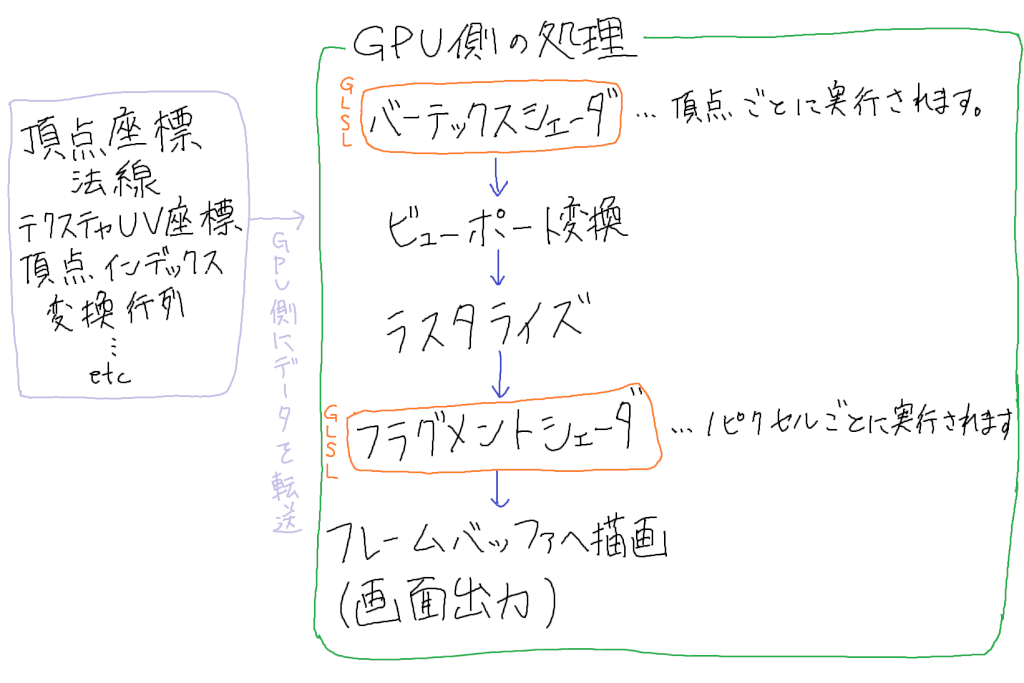 頂点座標
法線
テクスチャUV座標
頂点インデックス
変換行列
⋮
etc
GPU側にデータを転送
GPU側の処理
GLSL
バーテックスシェーダ
…頂点ごとに実行されます。
ビューポート変換
ラスタライズ
GLSL
フラグメントシェーダ
…1ピクセルごとに実行されます
フレームバッファへ描画
(画面出力)